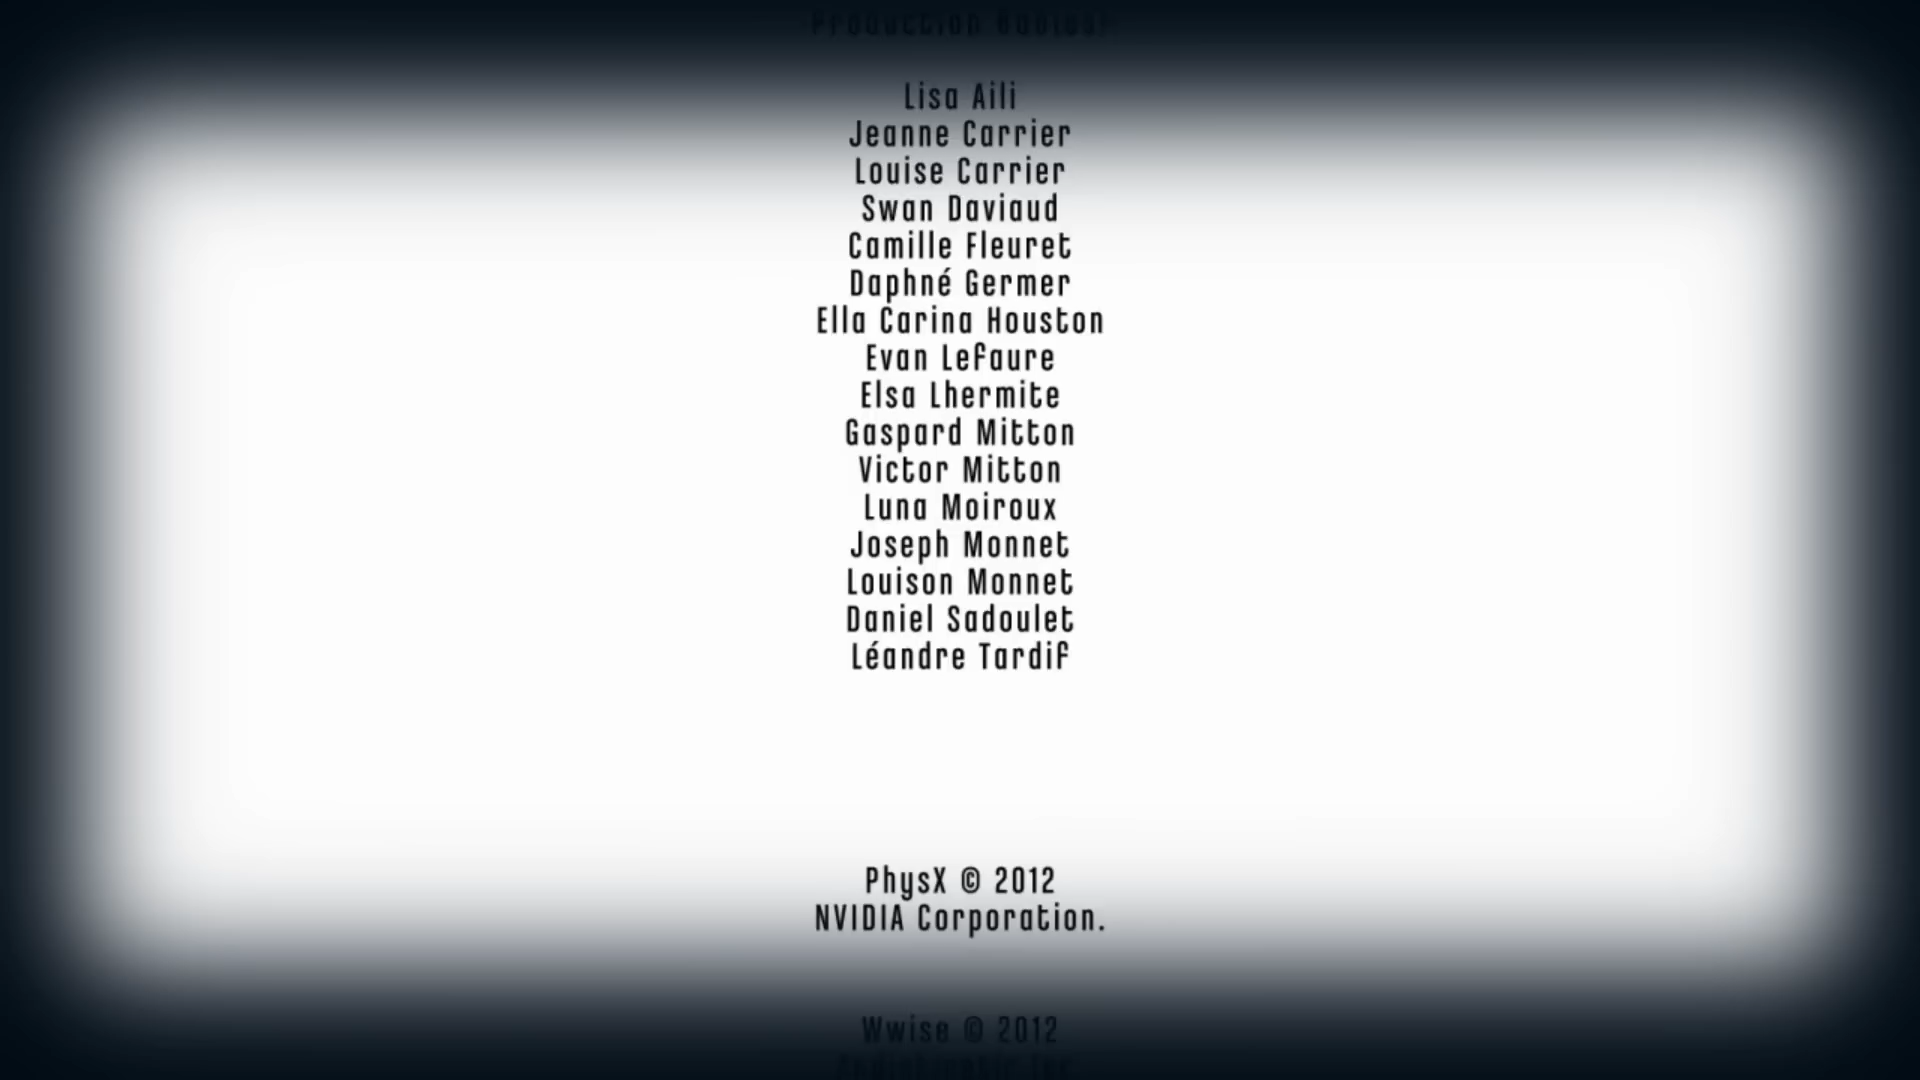 Production Babies!
Lisa Aili
Jeanne Carrier
Louise Carrier
Swan Daviaud
Camille Fleuret
Daphné Germer
Ella Carina Houston
Evan Lefaure
Elsa Lhermite
Gaspard Mitton
Victor Mitton
Luna Moiroux
Joseph Monnet
Louison Monnet
Daniel Sadoulet
Léandre Tardif
PhysX © 2012
NVIDIA Corporation.
Wwise © 2012